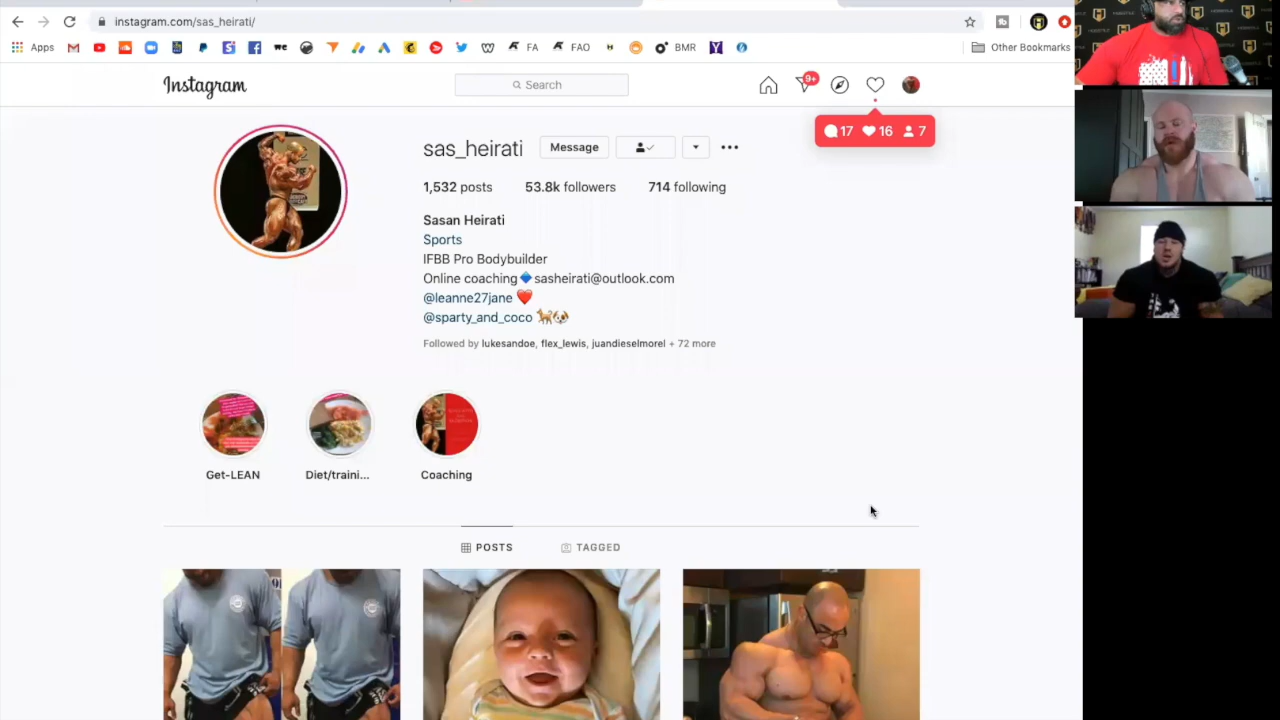 instagram.com/sas_heirati/
Apps
FA
FAO
BMR
Other Bookmarks
Instagram
Search
9+
17 16 7
sas_heirati
Message
1,532 posts 53.8k followers 714 following
Sasan Heirati
Sports
IFBB Pro Bodybuilder
Online coaching🔹sasheirati@outlook.com
@leanne27jane ❤️
@sparty_and_coco 🐕🐶
Followed by lukesandoe, flex_lewis, juandieselmorel + 72 more
Get-LEAN Diet/traini... Coaching
POSTS TAGGED